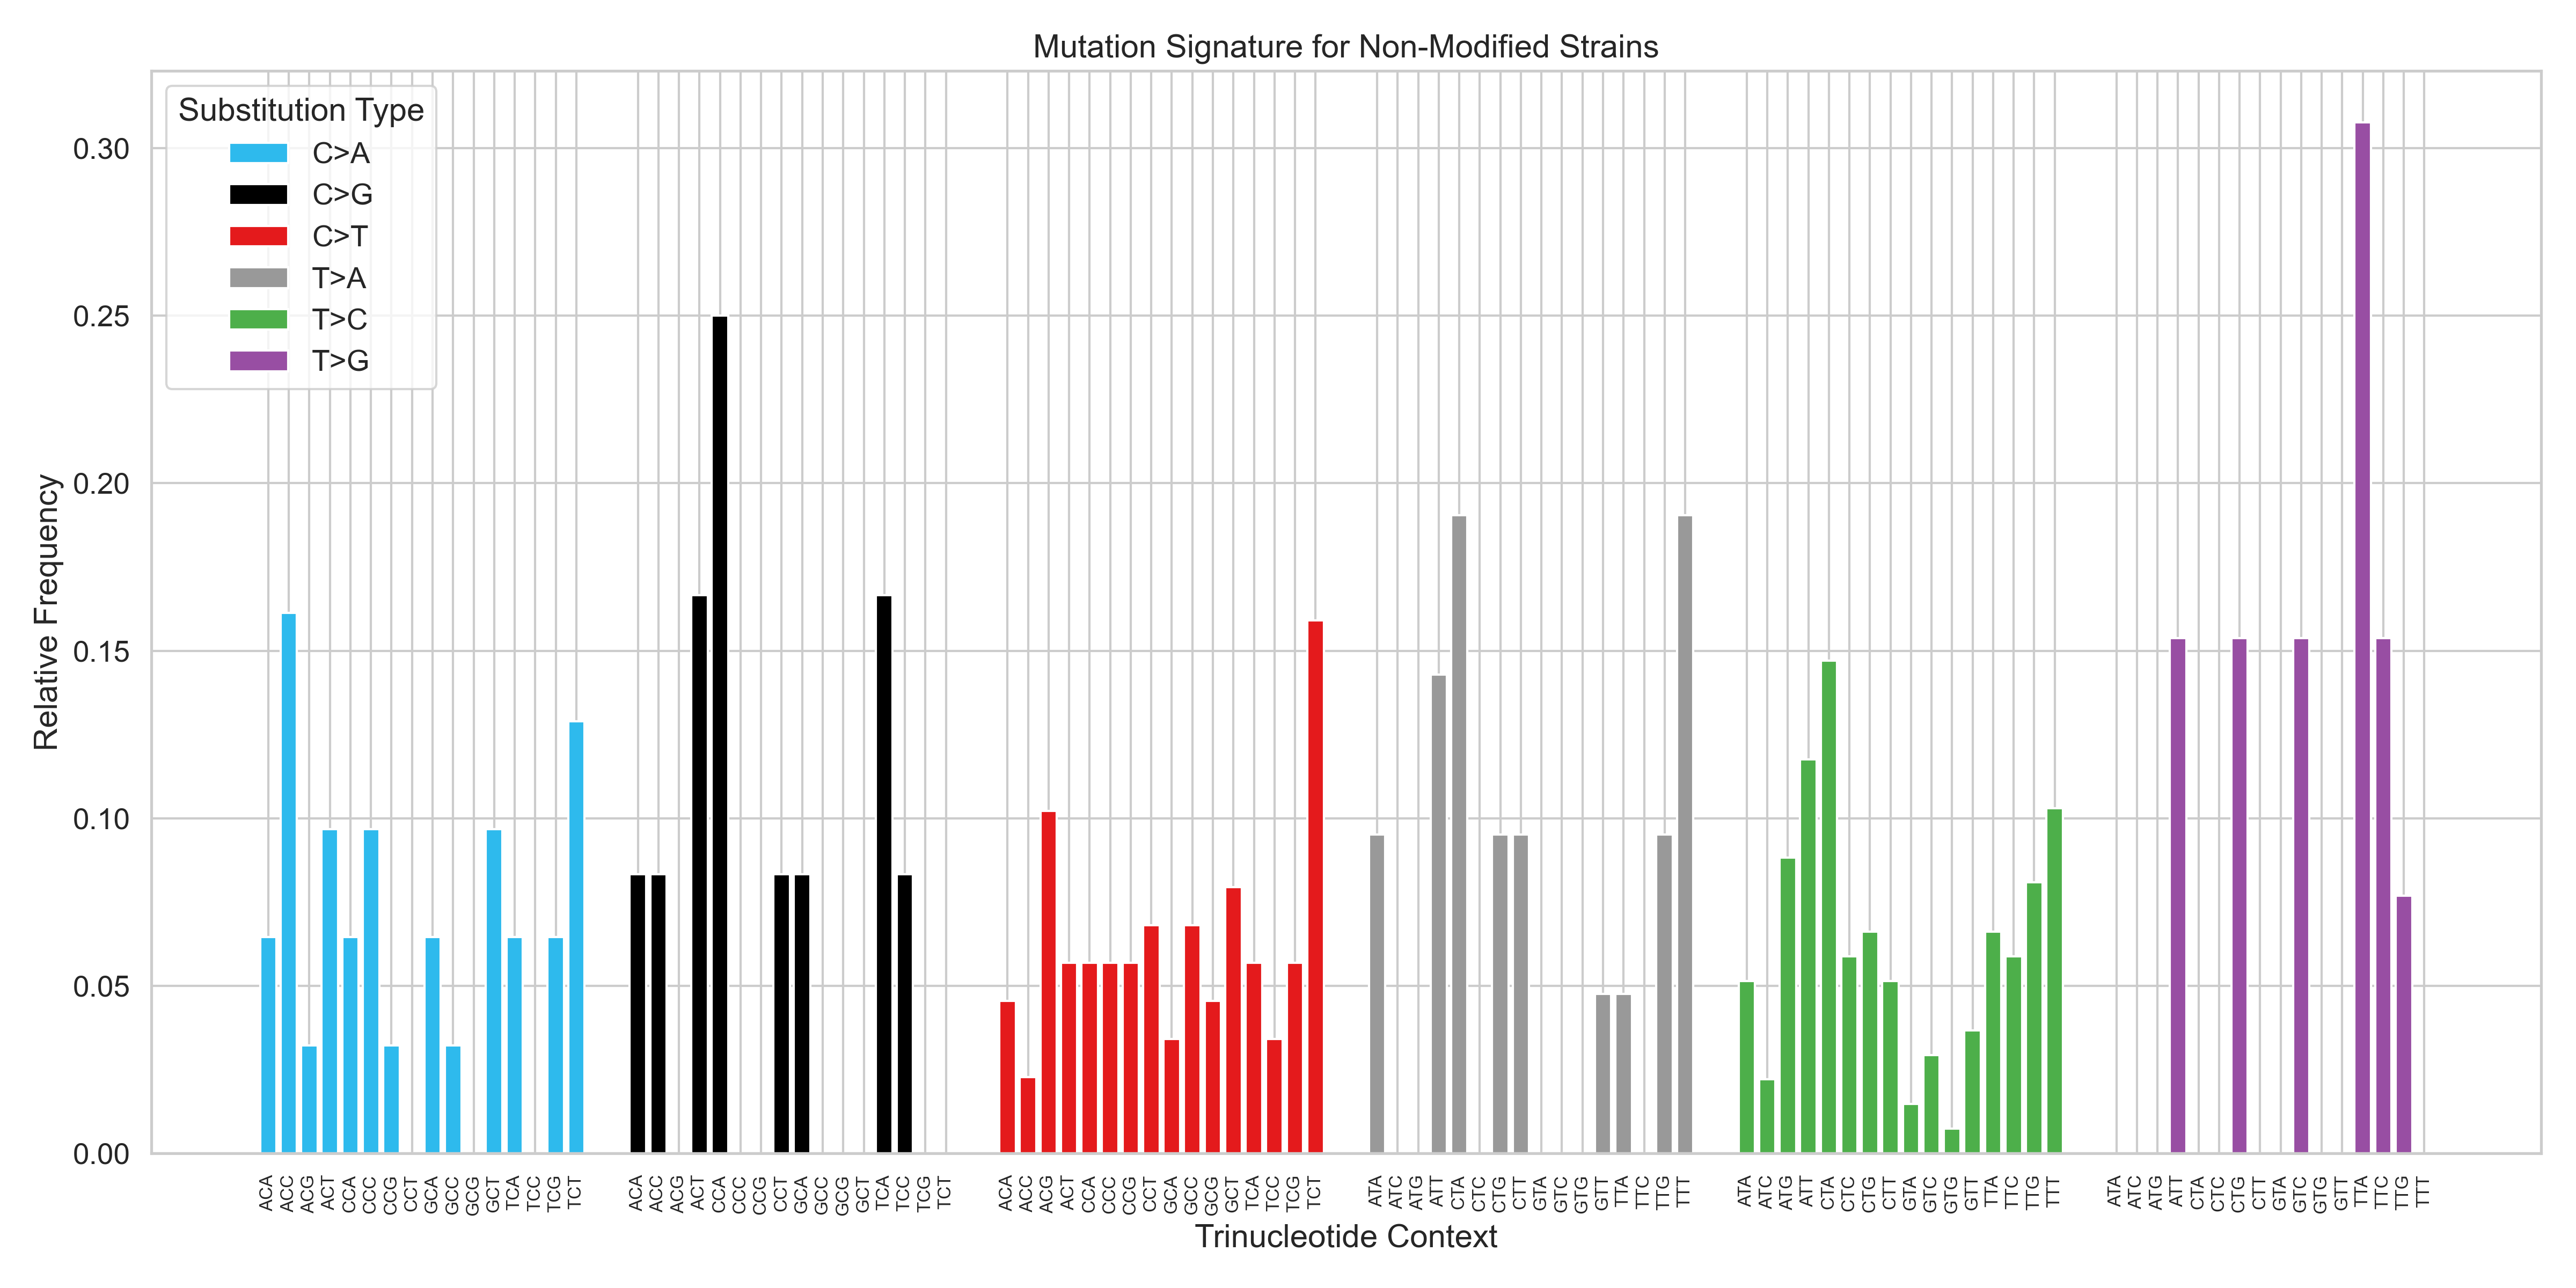 Mutation Signature for Non-Modified Strains
Substitution Type
C>A
C>G
C>T
T>A
T>C
T>G
Relative Frequency
0.30
0.25
0.20
0.15
0.10
0.05
0.00
ACA ACC ACG ACT CCA CCC CCG CCT GCA GCC GCG GCT TCA TCC TCG TCT ACA ACC ACG ACT CCA CCC CCG CCT GCA GCC GCG GCT TCA TCC TCG TCT ACA ACC ACG ACT CCA CCC CCG CCT GCA GCC GCG GCT TCA TCC TCG TCT ATA ATC ATG ATT CTA CTC CTG CTT GTA GTC GTG GTT TTA TTC TTG TTT ATA ATC ATG ATT CTA CTC CTG CTT GTA GTC GTG GTT TTA TTC TTG TTT ATA ATC ATG ATT CTA CTC CTG CTT GTA GTC GTG GTT TTA TTC TTG TTT
Trinucleotide Context